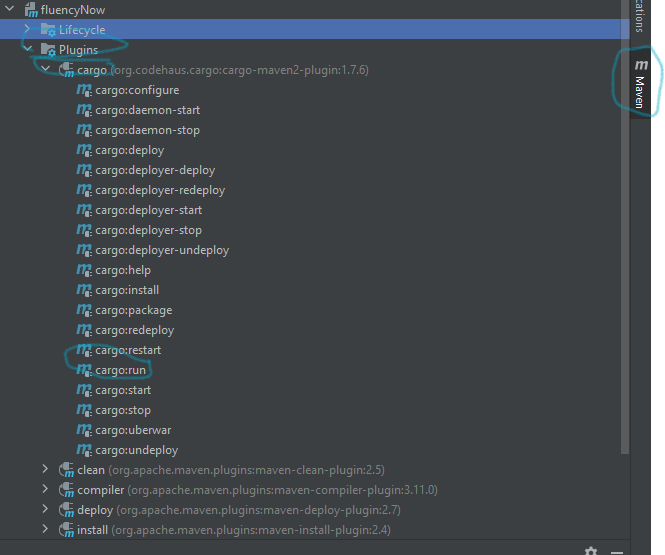 fluencyNow
Lifecycle
Plugins
cargo (org.codehaus.cargo:cargo-maven2-plugin:1.7.6)
cargo:configure
cargo:daemon-start
cargo:daemon-stop
cargo:deploy
cargo:deployer-deploy
cargo:deployer-redeploy
cargo:deployer-start
cargo:deployer-stop
cargo:deployer-undeploy
cargo:help
cargo:install
cargo:package
cargo:redeploy
cargo:restart
cargo:run
cargo:start
cargo:stop
cargo:uberwar
cargo:undeploy
clean (org.apache.maven.plugins:maven-clean-plugin:2.5)
compiler (org.apache.maven.plugins:maven-compiler-plugin:3.11.0)
deploy (org.apache.maven.plugins:maven-deploy-plugin:2.7)
install (org.apache.maven.plugins:maven-install-plugin:2.4)
Maven